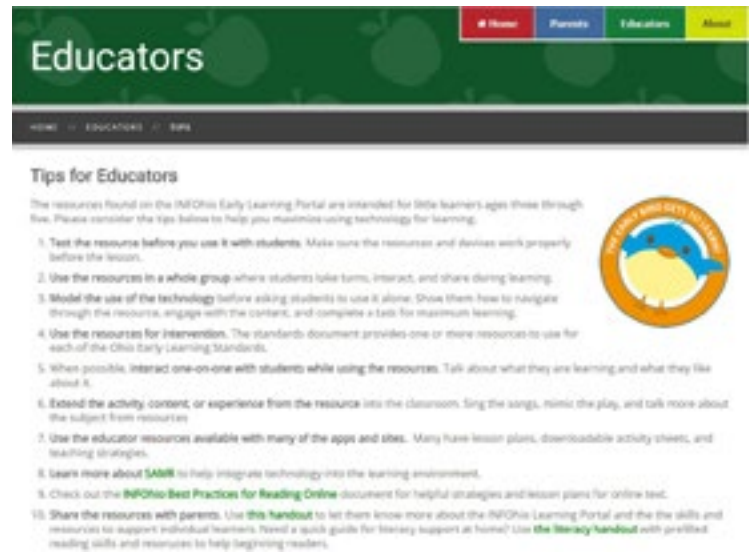 Home
Parents
Educators
About
Educators
HOME // EDUCATORS // TIPS
Tips for Educators
The resources found on the INFOhio Early Learning Portal are intended for little learners ages three through
five. Please consider the tips below to help you maximize using technology for learning.
THE EARLY BIRD GETS TO LEARN!
1. Test the resource before you use it with students. Make sure the resources and devices work properly
before the lesson.
2. Use the resources in a whole group where students take turns, interact, and share during learning.
3. Model the use of the technology before asking students to use it alone. Show them how to navigate
through the resource, engage with the content, and complete a task for maximum learning.
4. Use the resources for intervention. The standards document provides one or more resources to use for
each of the Ohio Early Learning Standards.
5. When possible, interact one-on-one with students while using the resources. Talk about what they are learning and what they like
about it.
6. Extend the activity, content, or experience from the resource into the classroom. Sing the songs, mimic the play, and talk more about
the subject from resources
7. Use the educator resources available with many of the apps and sites. Many have lesson plans, downloadable activity sheets, and
teaching strategies.
8. Learn more about SAMR to help integrate technology into the learning environment.
9. Check out the INFOhio Best Practices for Reading Online document for helpful strategies and lesson plans for online text.
10. Share the resources with parents. Use this handout to let them know more about the INFOhio Learning Portal and the the skills and
resources to support individual learners. Need a quick guide for literacy support at home? Use the literacy handout with prefilled
reading skills and resources to help beginning readers.